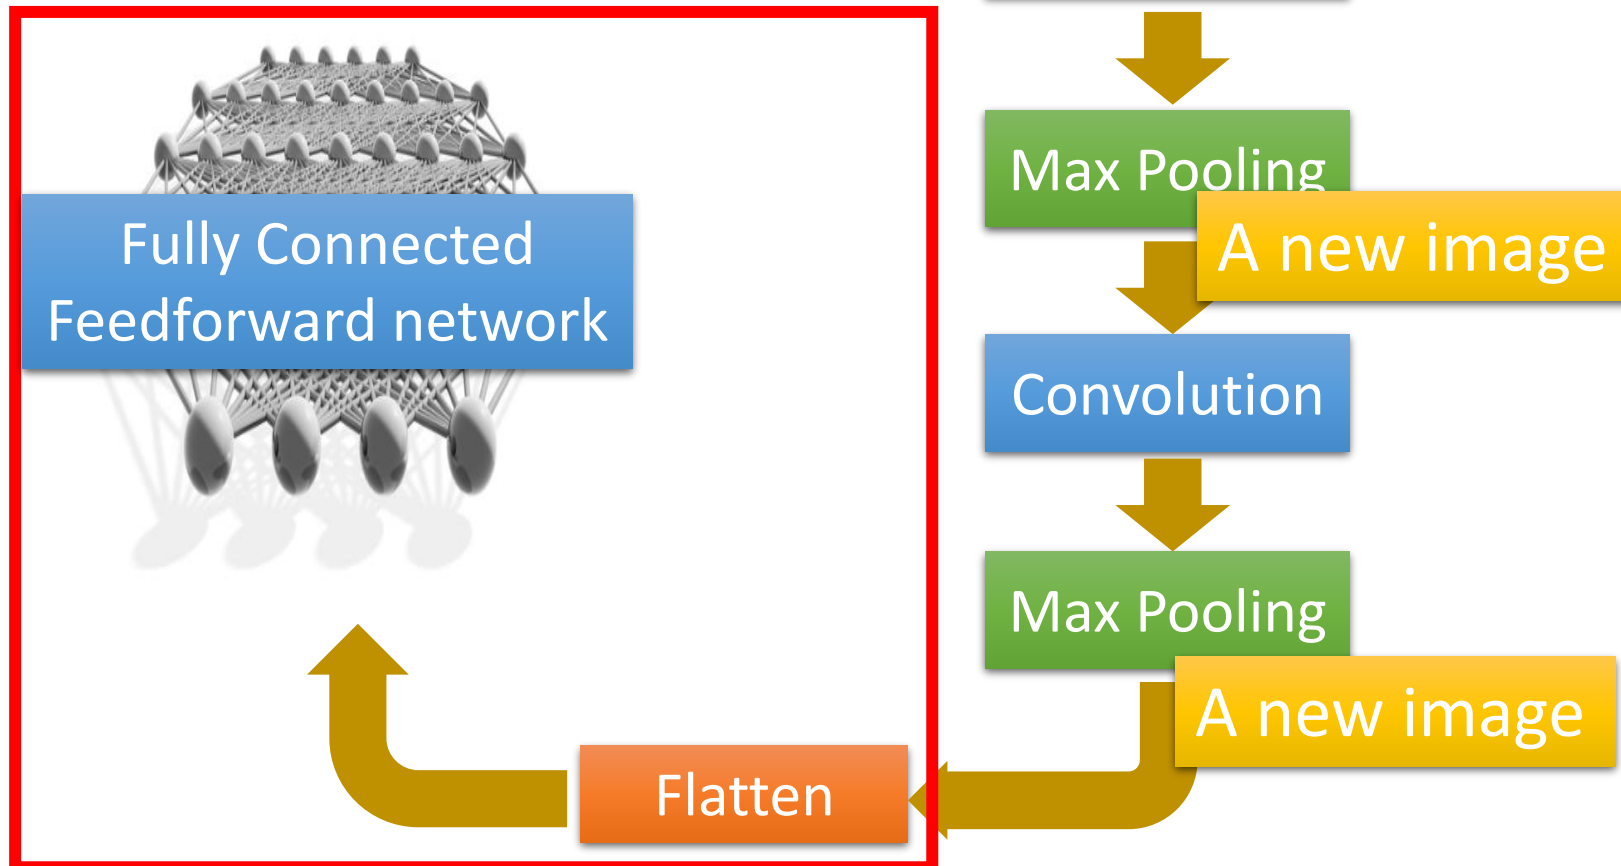 Max Pooling
A new image
Fully Connected
Feedforward network
Convolution
Max Pooling
A new image
Flatten